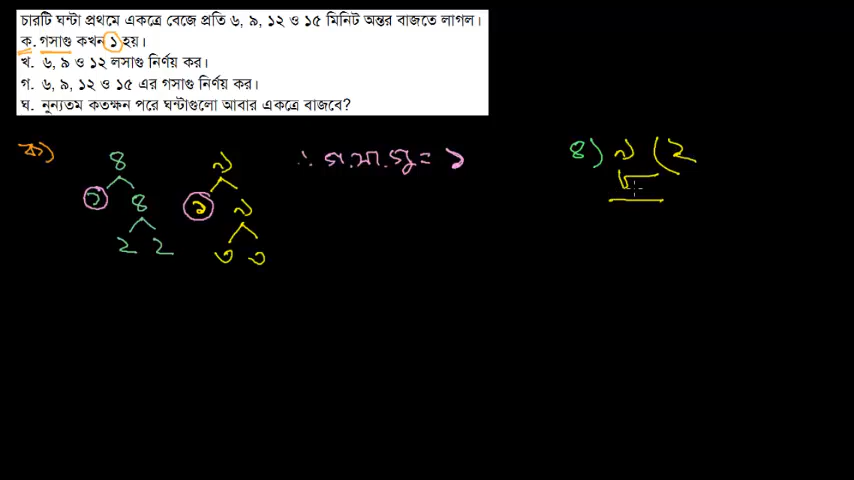 চারটি ঘন্টা প্রথমে একত্রে বেজে প্রতি ৬, ৯, ১২ ও ১৫ মিনিট অন্তর বাজতে লাগল।
ক. গসাগু কখন ১ হয়।
খ. ৬, ৯ ও ১২ লসাগু নির্ণয় কর।
গ. ৬, ৯, ১২ ও ১৫ এর গসাগু নির্ণয় কর।
ঘ. নূন্যতম কতক্ষন পরে ঘন্টাগুলো আবার একত্রে বাজবে?
ক) ৪ ৯ ∴ গ.সা.গু = ১ ৪) ৯ (২
১ ৪ ১ ৯ ৮
২ ২ ৩ ৩